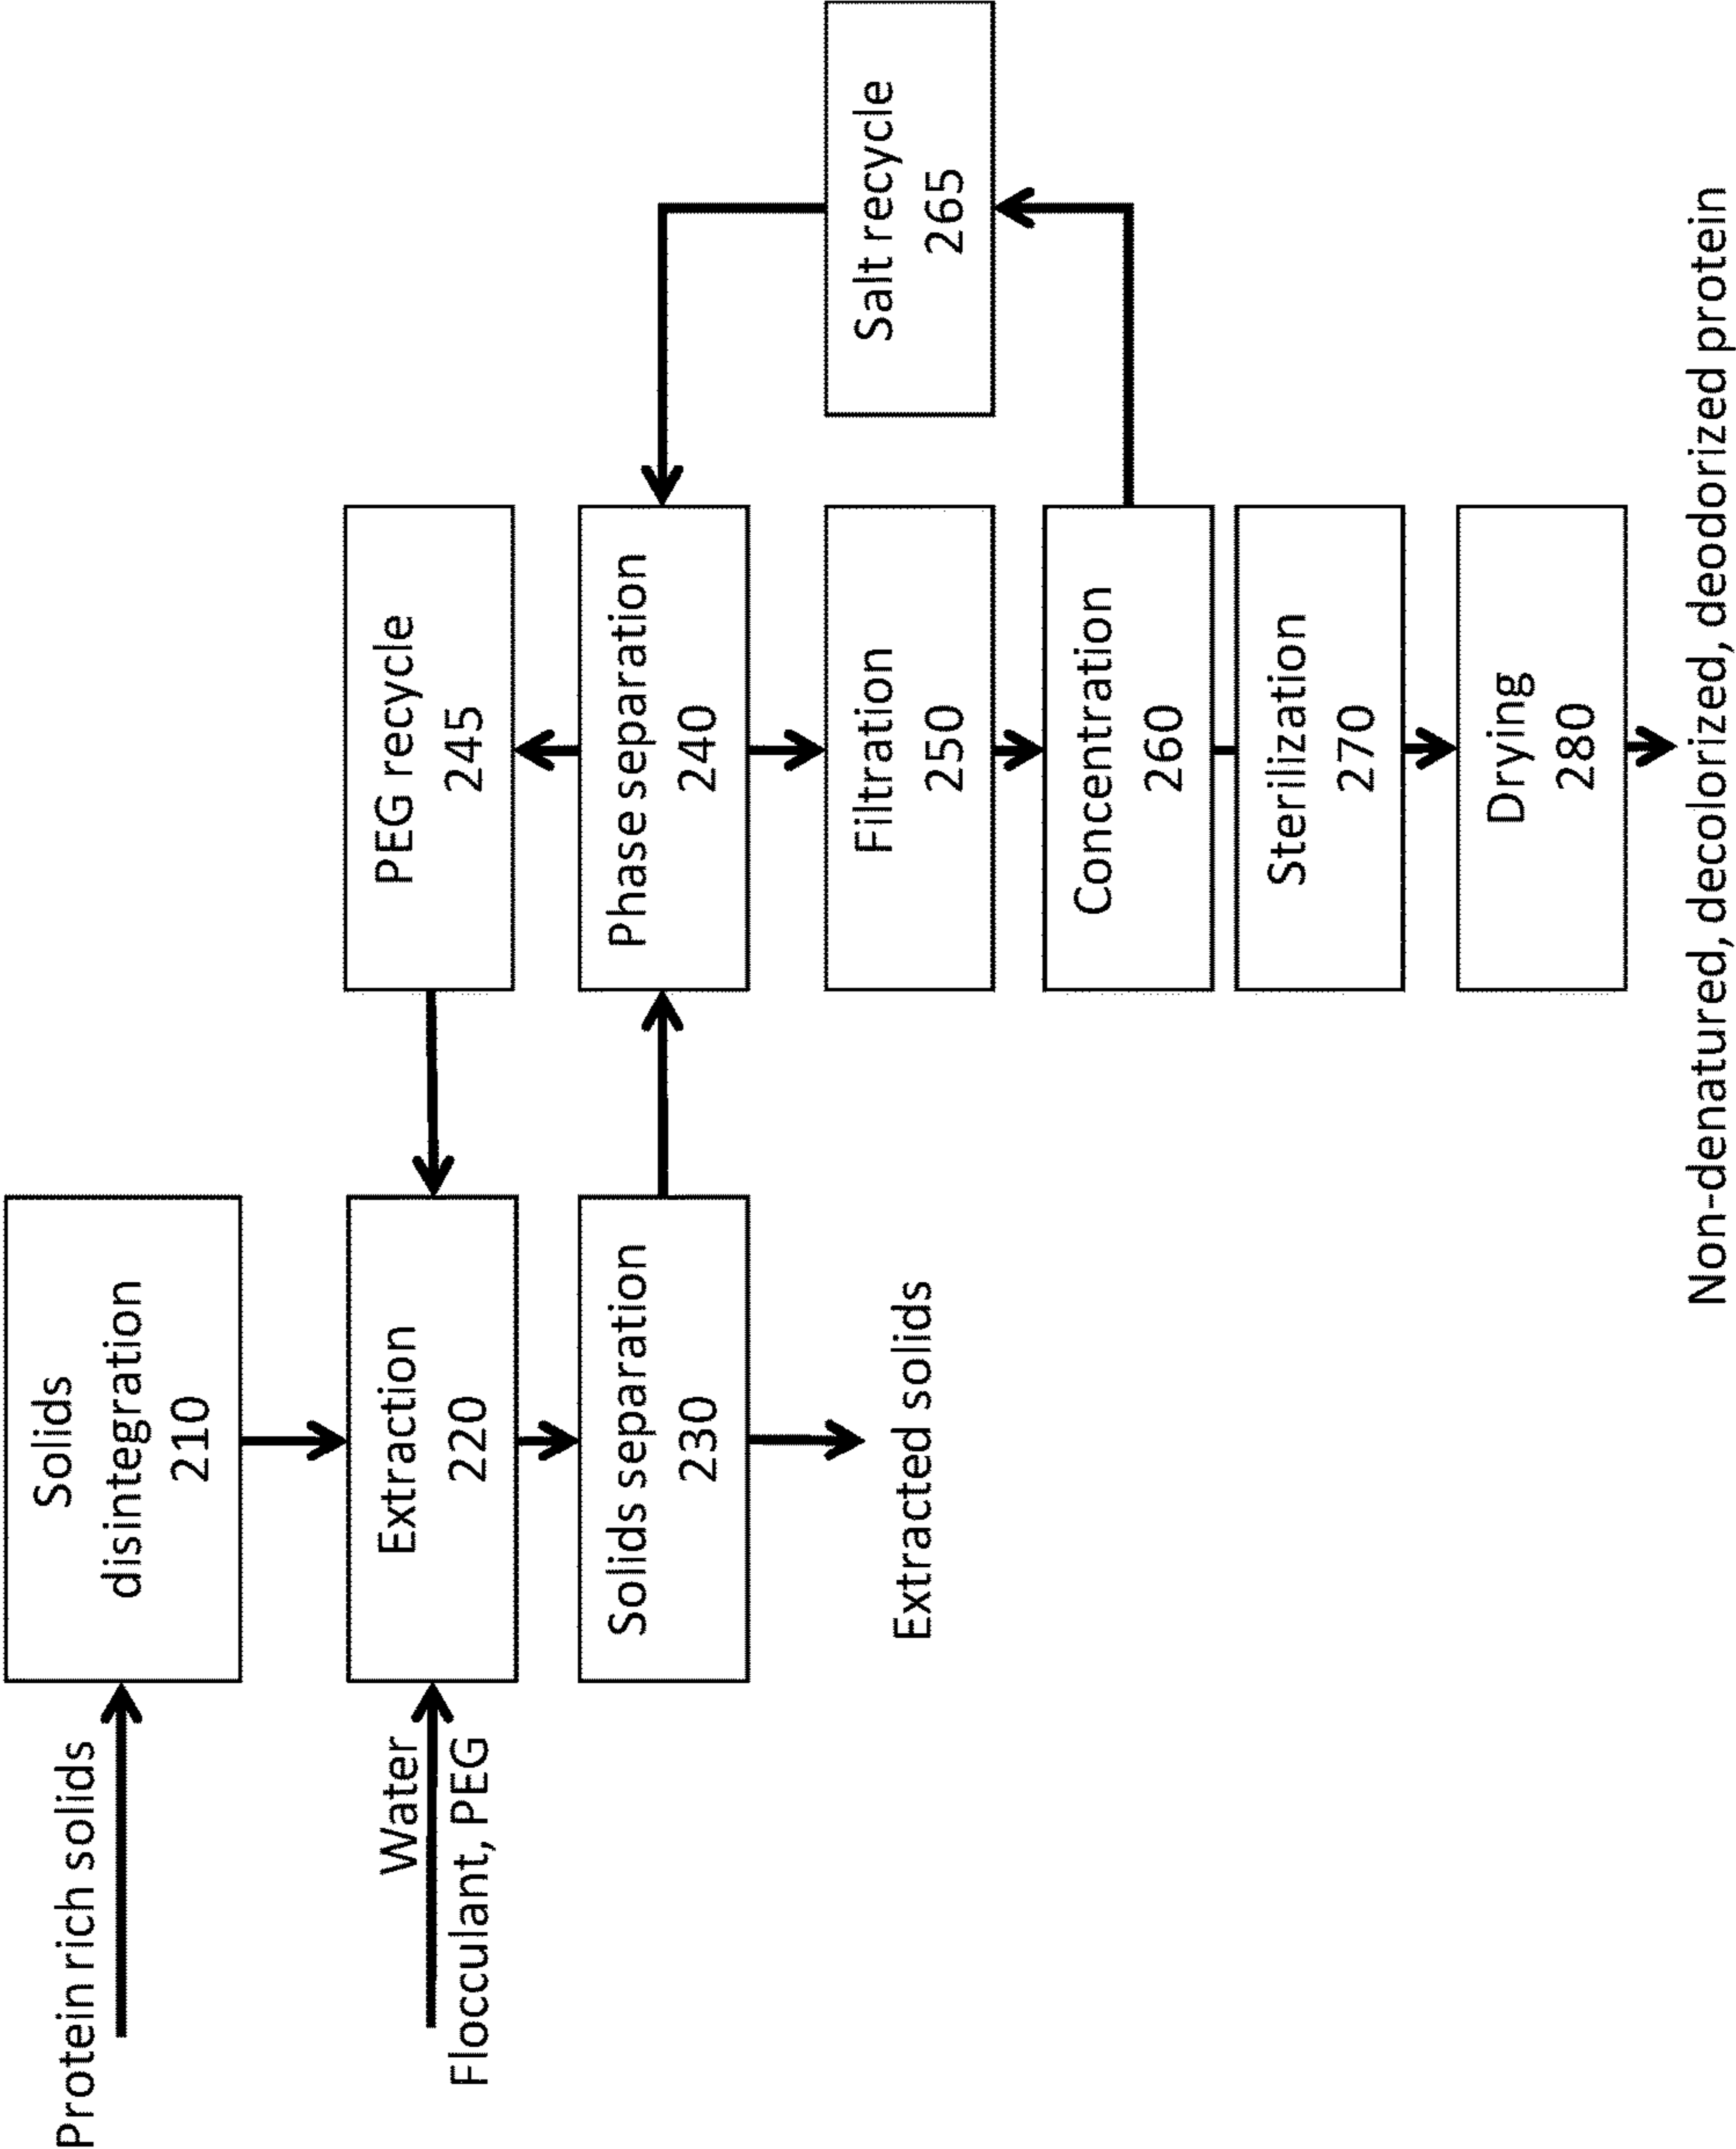 Protein rich solids
Solids
disintegration
210
Water
Flocculant, PEG
Extraction
220
PEG recycle
245
Solids separation
230
Phase separation
240
Extracted solids
Filtration
250
Salt recycle
265
Concentration
260
Sterilization
270
Drying
280
Non-denatured, decolorized, deodorized protein